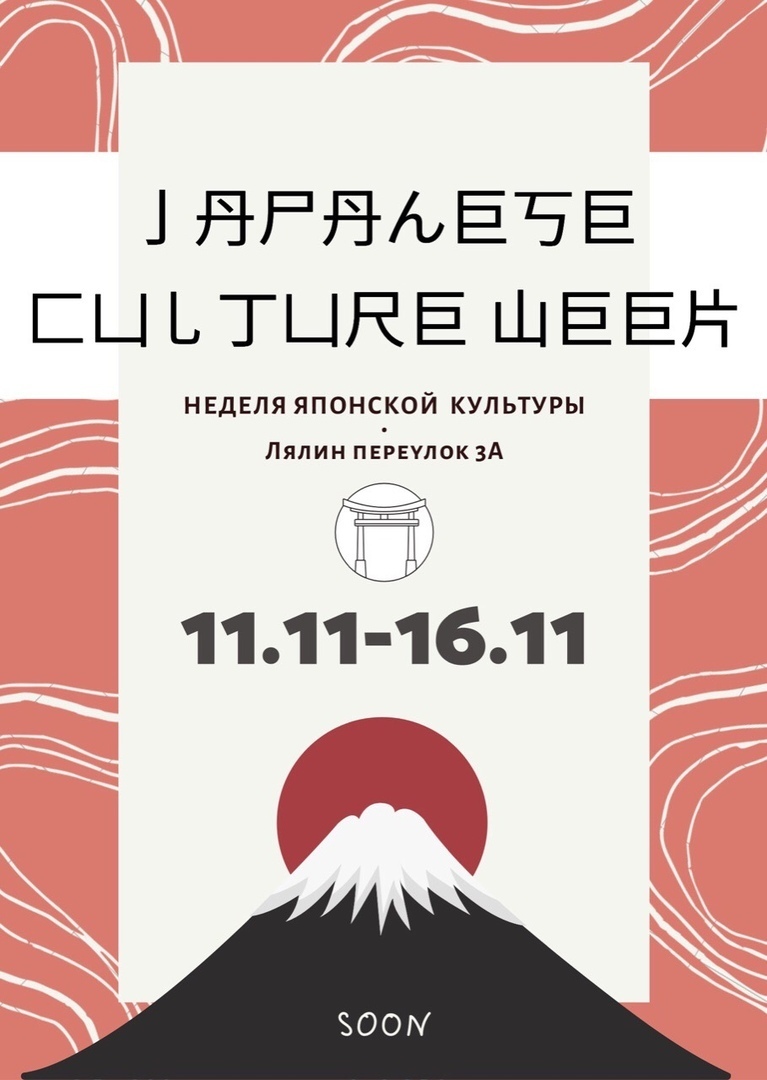 JAPANESE
CULTURE WEEK
НЕДЕЛЯ ЯПОНСКОЙ КУЛЬТУРЫ
•
Лялин переулок 3А
11.11-16.11
SOON